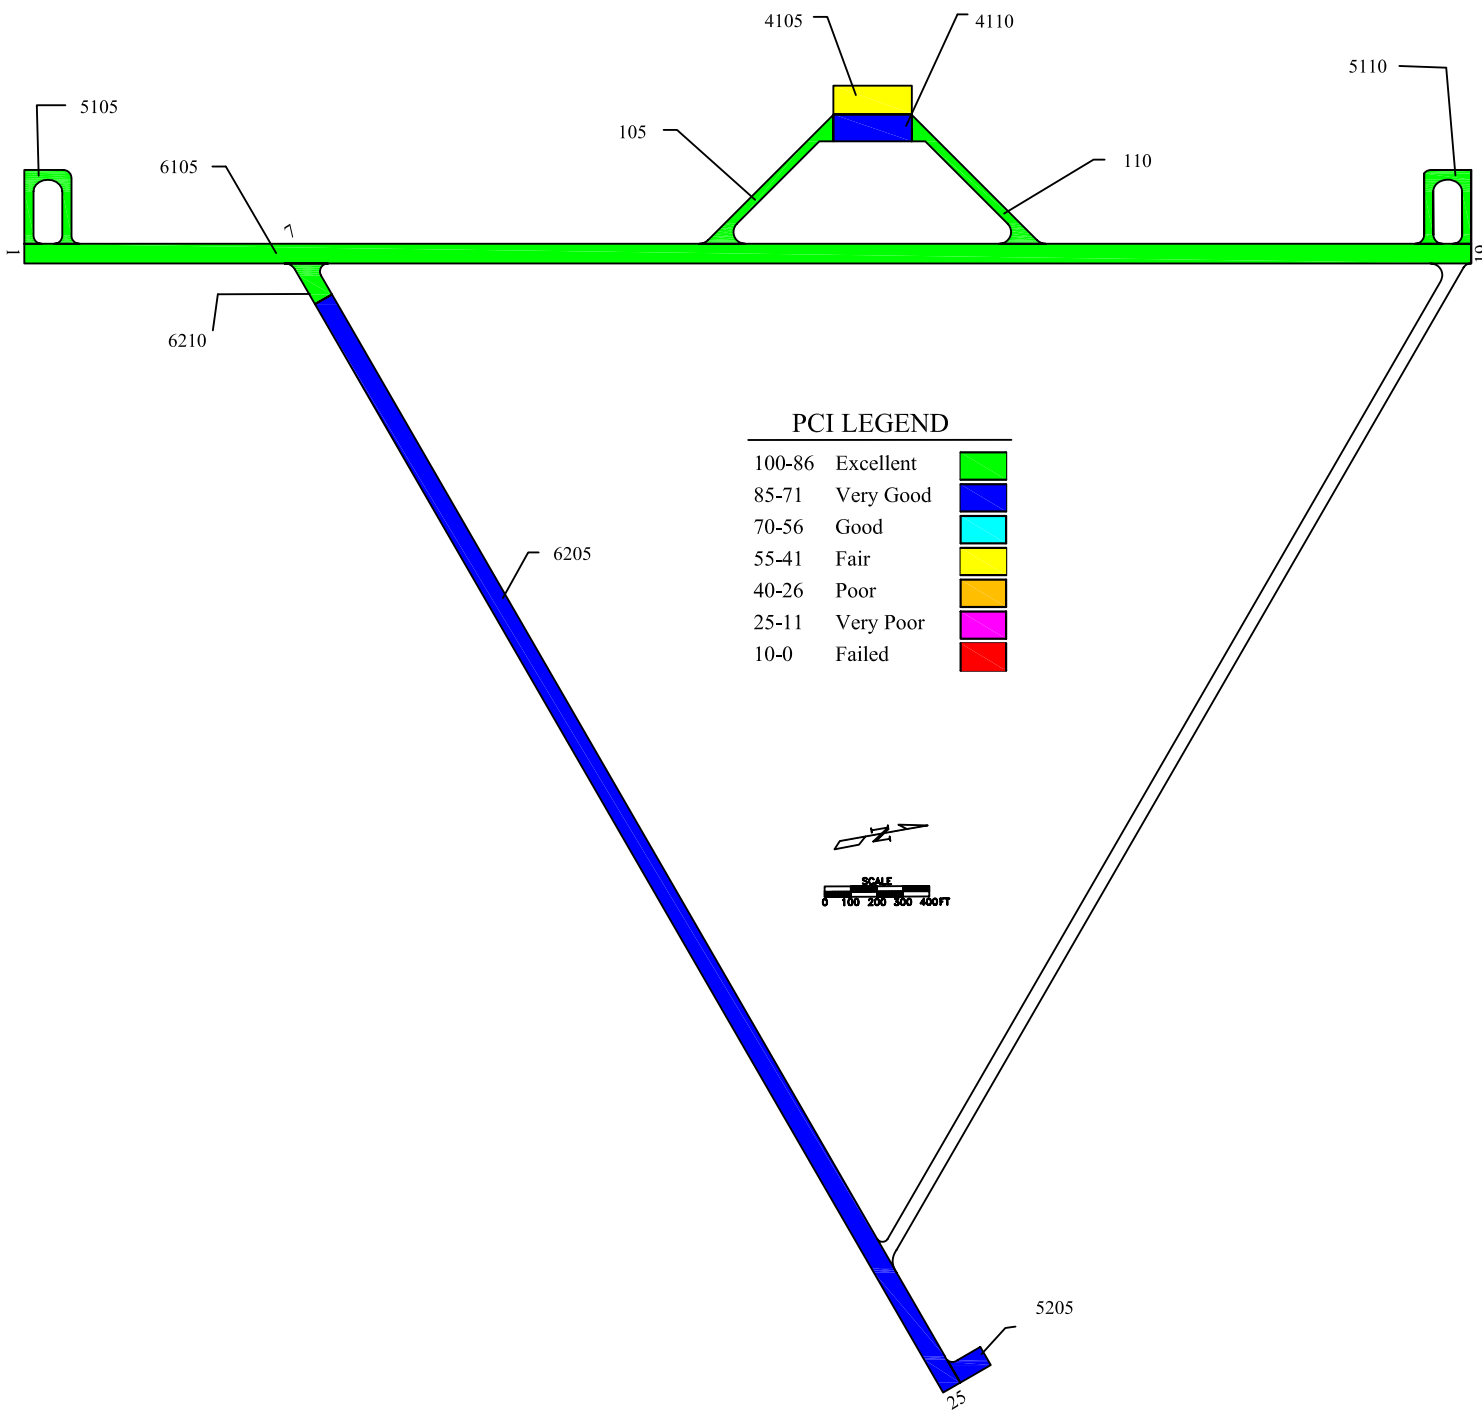 4105
4110
5110
5105
105
110
6105
7
1
19
6210
PCI LEGEND
100-86 Excellent
85-71 Very Good
70-56 Good
55-41 Fair
40-26 Poor
25-11 Very Poor
10-0 Failed
6205
N
SCALE
0 100 200 300 400FT
5205
25